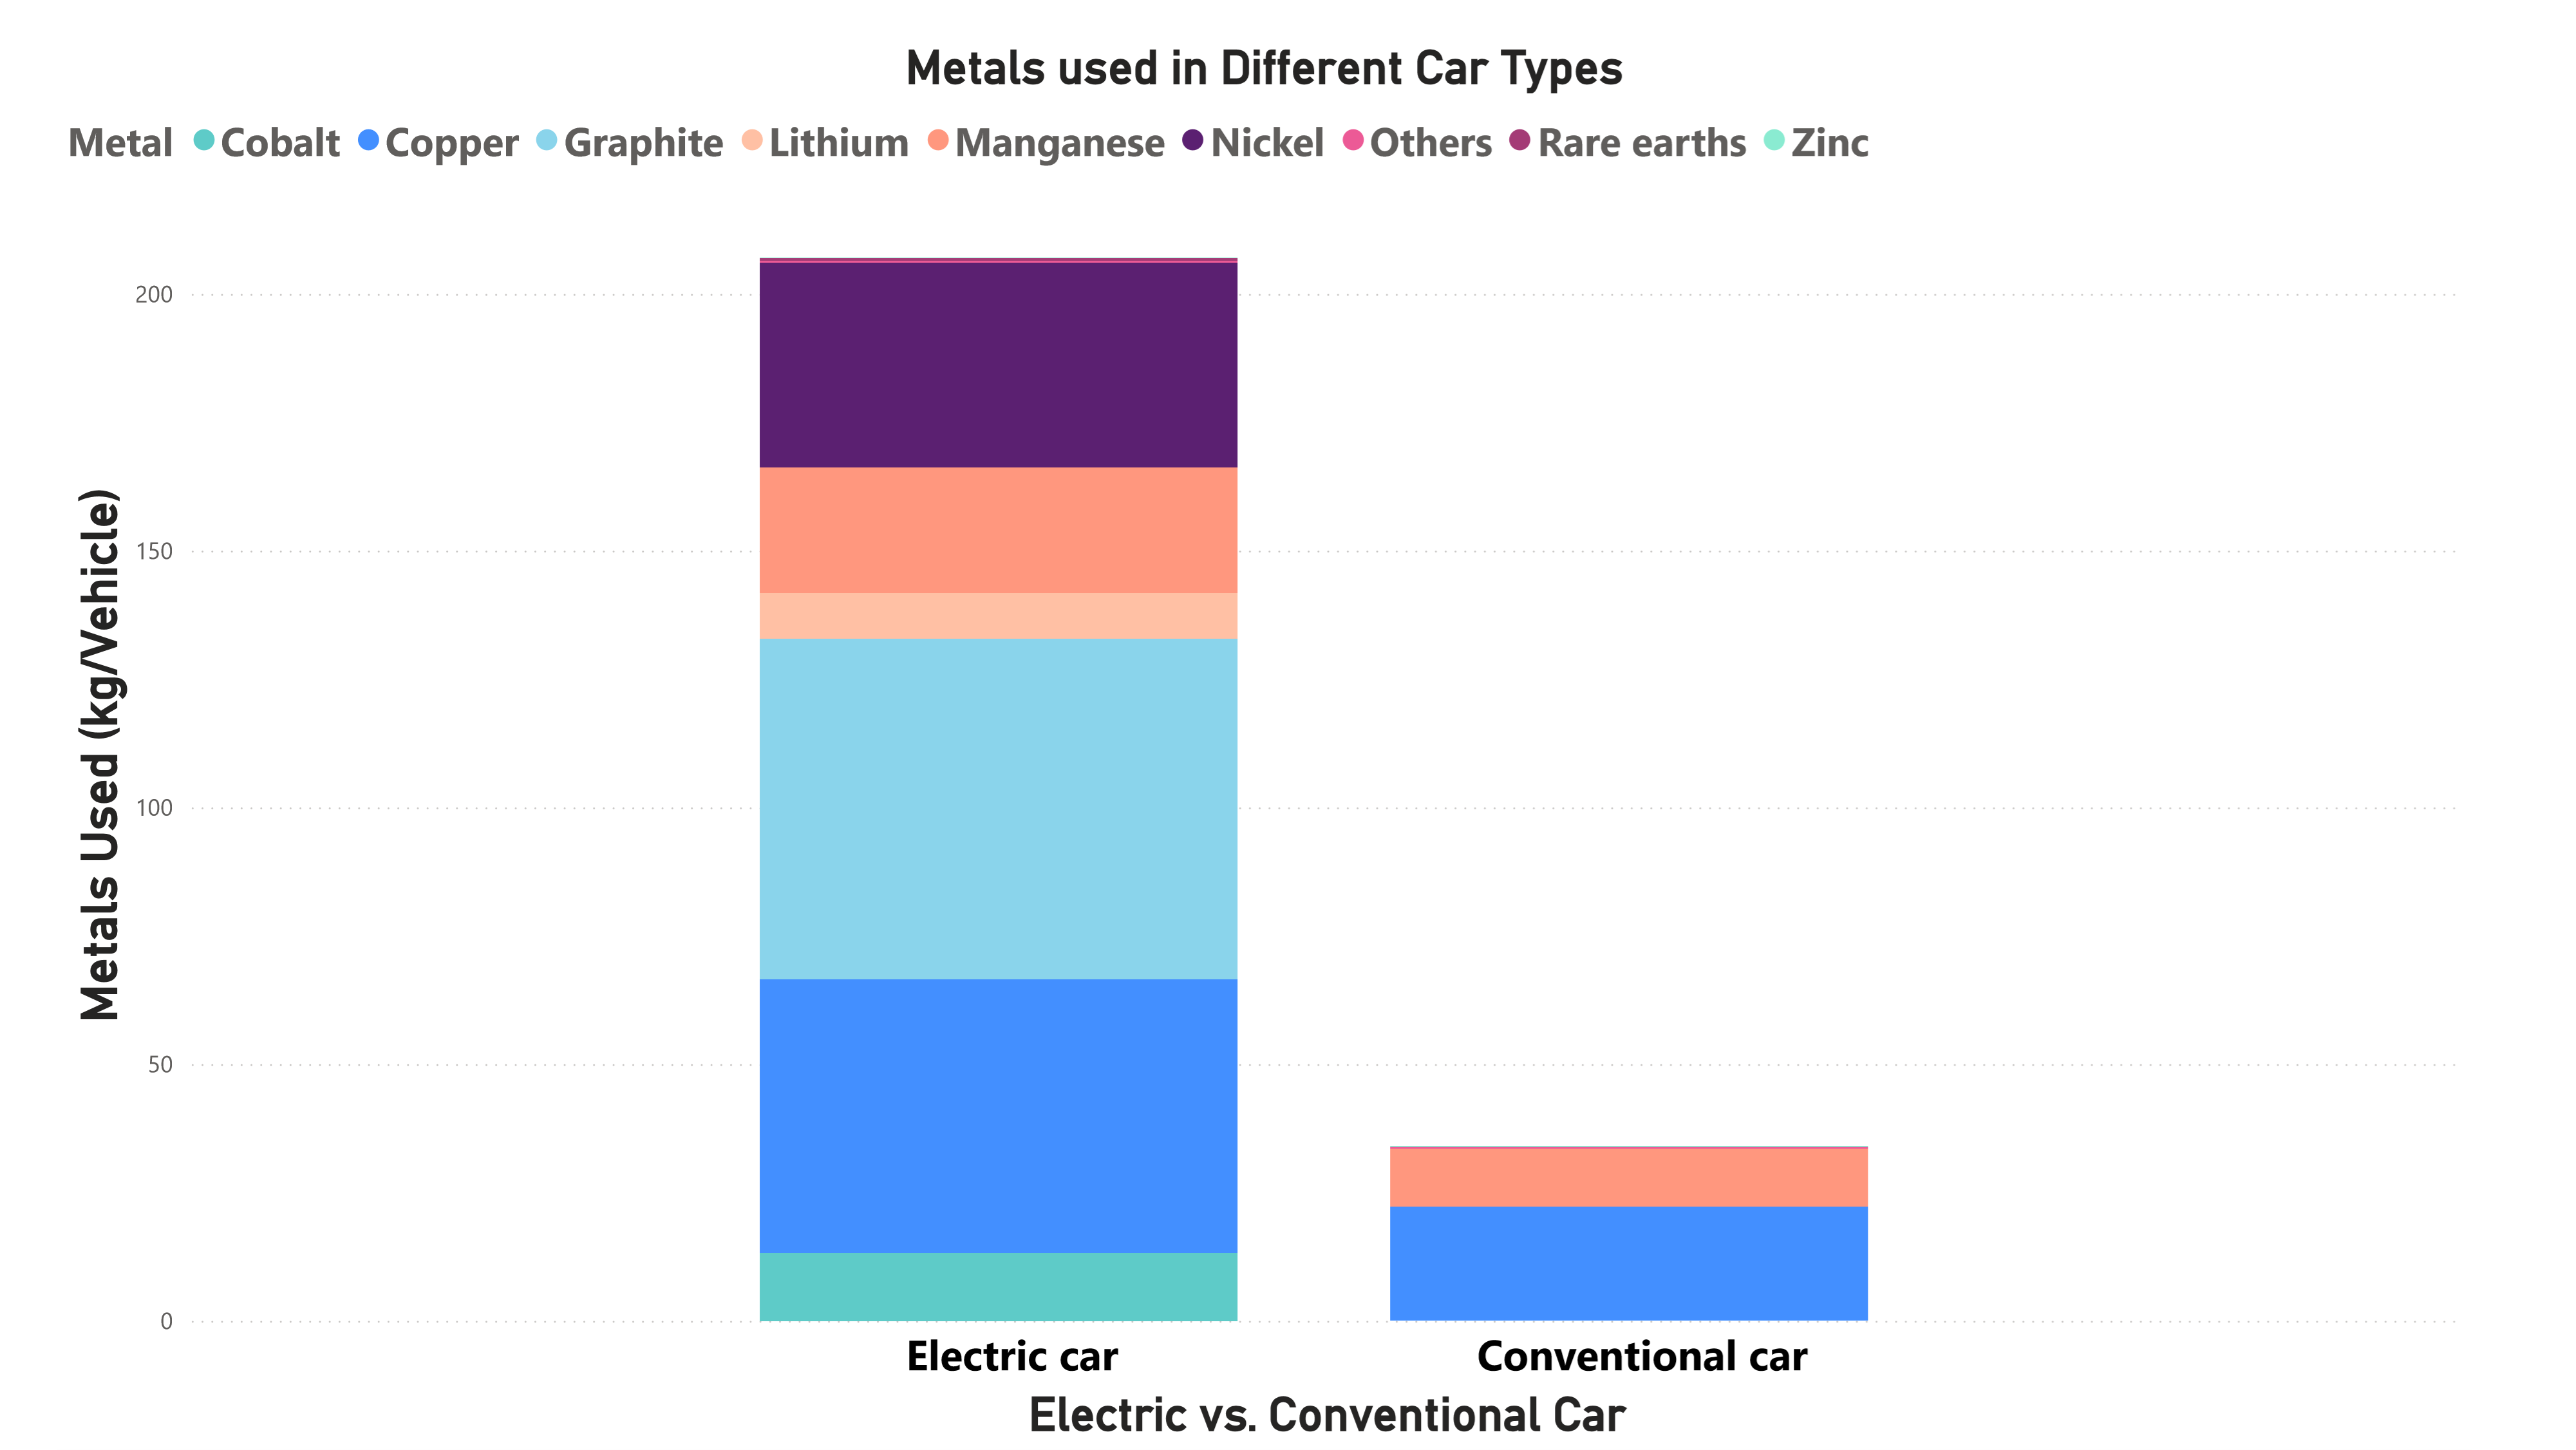 Metals used in Different Car Types
Metal Cobalt Copper Graphite Lithium Manganese Nickel Others Rare earths Zinc
Metals Used (kg/Vehicle)
200
150
100
50
0
Electric car Conventional car
Electric vs. Conventional Car